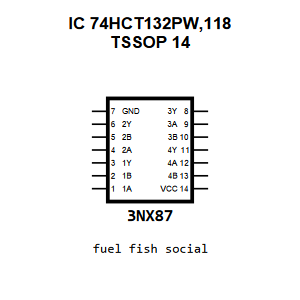 IC 74HCT132PW,118
TSSOP 14
7 GND 3Y 8
6 2Y 3A 9
5 2B 3B 10
4 2A 4Y 11
3 1Y 4A 12
2 1B 4B 13
1 1A VCC 14
3NX87
fuel fish social